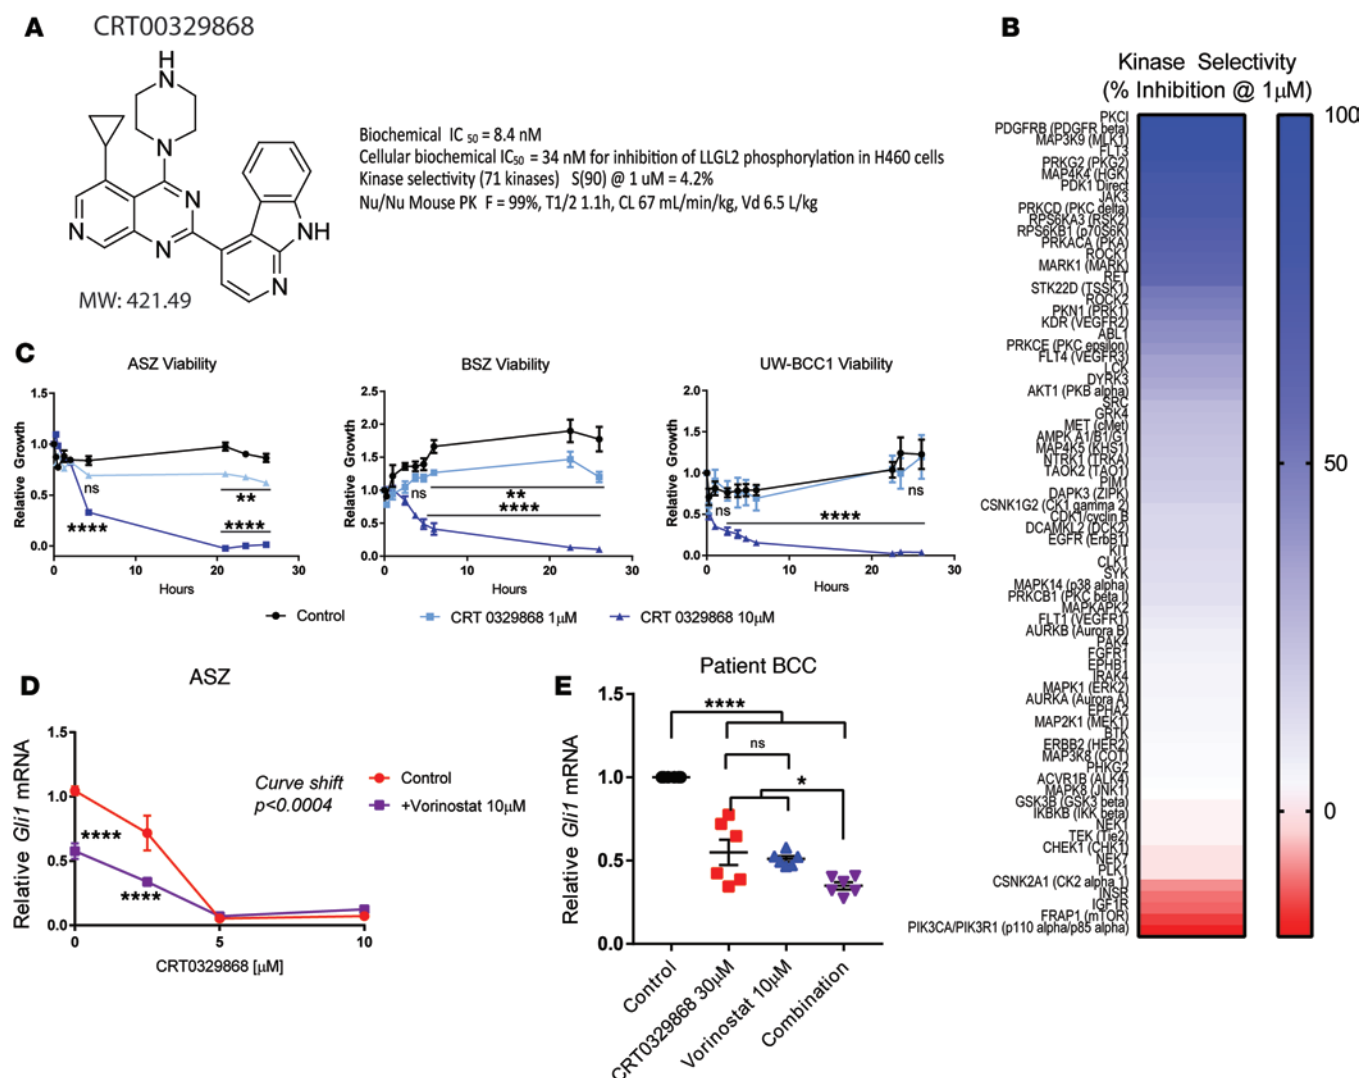 A
CRT00329868
H
N
N
N
N
N
NH
N
MW: 421.49
Biochemical IC 50 = 8.4 nM
Cellular biochemical IC50 = 34 nM for inhibition of LLGL2 phosphorylation in H460 cells
Kinase selectivity (71 kinases) S(90) @ 1 uM = 4.2%
Nu/Nu Mouse PK F = 99%, T1/2 1.1h, CL 67 mL/min/kg, Vd 6.5 L/kg
B
Kinase Selectivity
(% Inhibition @ 1μM)
PKCI
PDGFRB (PDGFR beta)
MAP3K9 (MLK1)
FLT3
PRKG2 (PKG2)
MAP4K4 (HGK)
PDK1 Direct
JAK3
PRKCD (PKC delta)
RPS6KA3 (RSK2)
RPS6KB1 (p70S6K)
PRKACA (PKA)
ROCK1
MARK1 (MARK)
RET
STK22D (TSSK1)
ROCK2
PKN1 (PRK1)
KDR (VEGFR2)
ABL1
PRKCE (PKC epsilon)
FLT4 (VEGFR3)
LCK
DYRK3
AKT1 (PKB alpha)
SRC
GRK4
MET (cMet)
AMPK A1/B1/G1
MAP4K5 (KHS1)
NTRK1 (TRKA)
TAOK2 (TAO1)
PIM1
DAPK3 (ZIPK)
CSNK1G2 (CK1 gamma 2)
CDK1/cyclin B
DCAMKL2 (DCK2)
EGFR (ErbB1)
KIT
CLK1
SYK
MAPK14 (p38 alpha)
PRKCB1 (PKC beta I)
MAPKAPK2
FLT1 (VEGFR1)
AURKB (Aurora B)
PAK4
FGFR1
EPHB1
IRAK4
MAPK1 (ERK2)
AURKA (Aurora A)
EPHA2
MAP2K1 (MEK1)
BTK
ERBB2 (HER2)
MAP3K8 (COT)
PHKG2
ACVR1B (ALK4)
MAPK8 (JNK1)
GSK3B (GSK3 beta)
IKBKB (IKK beta)
NEK1
TEK (Tie2)
CHEK1 (CHK1)
NEK7
PLK1
CSNK2A1 (CK2 alpha 1)
INSR
IGF1R
FRAP1 (mTOR)
PIK3CA/PIK3R1 (p110 alpha/p85 alpha)
100
50
0
C
ASZ Viability
Relative Growth
1.5
1.0
0.5
0.0
ns
****
**
****
0 10 20 30
Hours
BSZ Viability
Relative Growth
2.5
2.0
1.5
1.0
0.5
0.0
ns
**
****
0 10 20 30
Hours
UW-BCC1 Viability
Relative Growth
2.0
1.5
1.0
0.5
0.0
ns
****
ns
0 10 20 30
Hours
Control
CRT 0329868 1μM
CRT 0329868 10μM
D
ASZ
Relative Gli1 mRNA
1.5
1.0
0.5
0.0
****
****
Curve shift
p<0.0004
Control
+Vorinostat 10μM
0 5 10
CRT0329868 [μM]
E
Patient BCC
Relative Gli1 mRNA
1.5
1.0
0.5
0.0
****
ns
*
Control
CRT0329868 30μM
Vorinostat 10μM
Combination